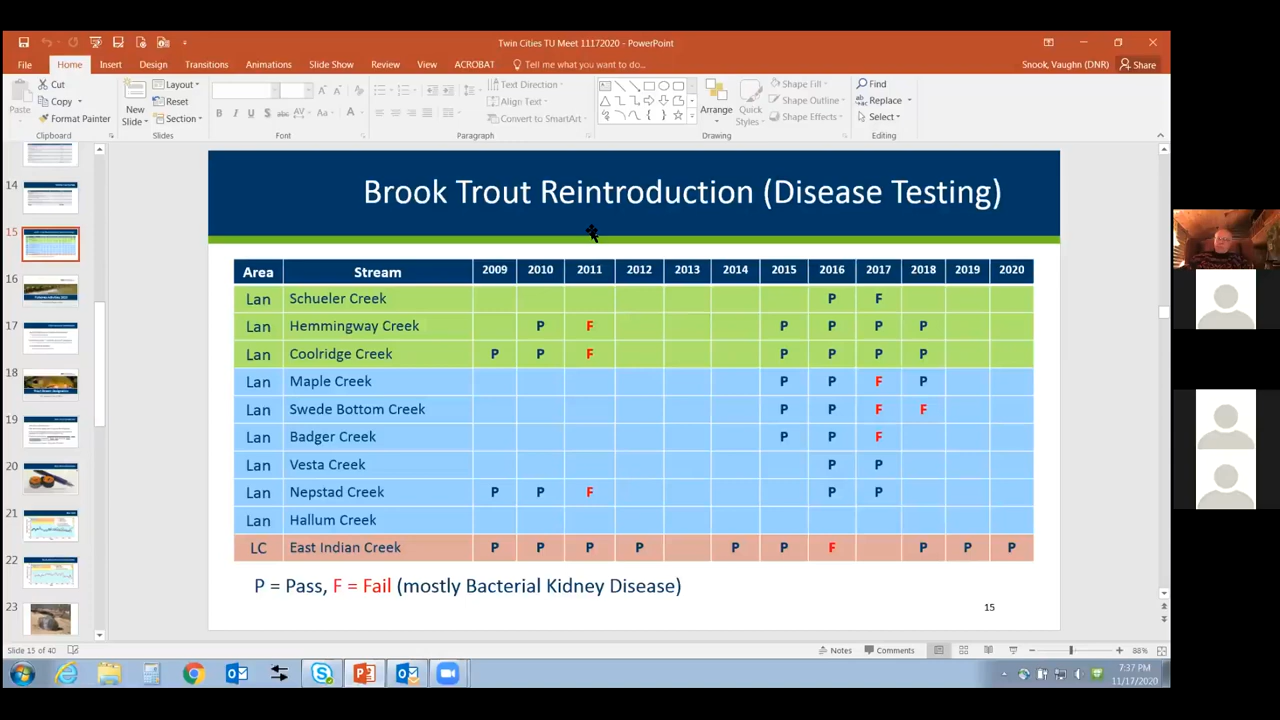 Twin Cities TU Meet 11172020 - PowerPoint
File Home Insert Design Transitions Animations Slide Show Review View ACROBAT Tell me what you want to do... Snook, Vaughn (DNR) Share
Paste Cut Copy Format Painter
New Slide Layout Reset Section
Text Direction Align Text Convert to SmartArt
Arrange Quick Styles Shape Fill Shape Outline Shape Effects
Find Replace Select
Clipboard Slides Font Paragraph Drawing Editing
14
15
16
17
18
19
20
21
22
23
Brook Trout Reintroduction (Disease Testing)
Area Stream 2009 2010 2011 2012 2013 2014 2015 2016 2017 2018 2019 2020
Lan Schueler Creek P F
Lan Hemmingway Creek P F P P P P
Lan Coolridge Creek P P F P P P P
Lan Maple Creek P P F P
Lan Swede Bottom Creek P P F F
Lan Badger Creek P P F
Lan Vesta Creek P P
Lan Nepstad Creek P P F P P
Lan Hallum Creek
LC East Indian Creek P P P P P P F P P P
P = Pass, F = Fail (mostly Bacterial Kidney Disease)
15
Slide 15 of 40 Notes Comments 88%
7:37 PM
11/17/2020